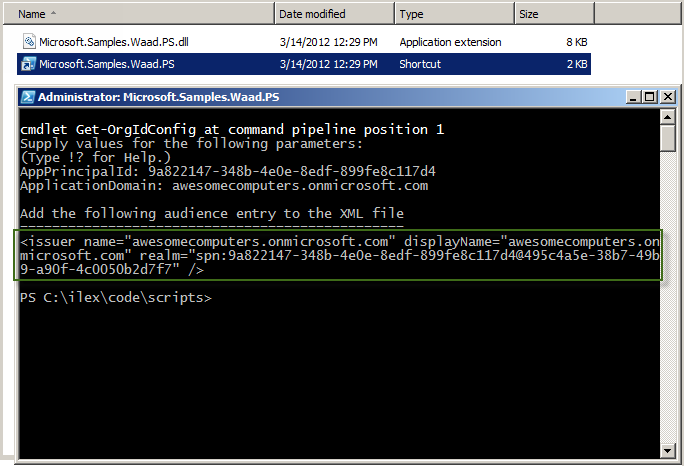 Name Date modified Type Size
Microsoft.Samples.Waad.PS.dll 3/14/2012 12:29 PM Application extension 8 KB
Microsoft.Samples.Waad.PS 3/14/2012 12:29 PM Shortcut 2 KB
Administrator: Microsoft.Samples.Waad.PS
cmdlet Get-OrgIdConfig at command pipeline position 1
Supply values for the following parameters:
(Type !? for Help.)
AppPrincipalId: 9a822147-348b-4e0e-8edf-899fe8c117d4
ApplicationDomain: awesomecomputers.onmicrosoft.com
Add the following audience entry to the XML file
================================================
<issuer name="awesomecomputers.onmicrosoft.com" displayName="awesomecomputers.on
microsoft.com" realm="spn:9a822147-348b-4e0e-8edf-899fe8c117d4@495c4a5e-38b7-49b
9-a90f-4c0050b2d7f7" />
PS C:\ilex\code\scripts>